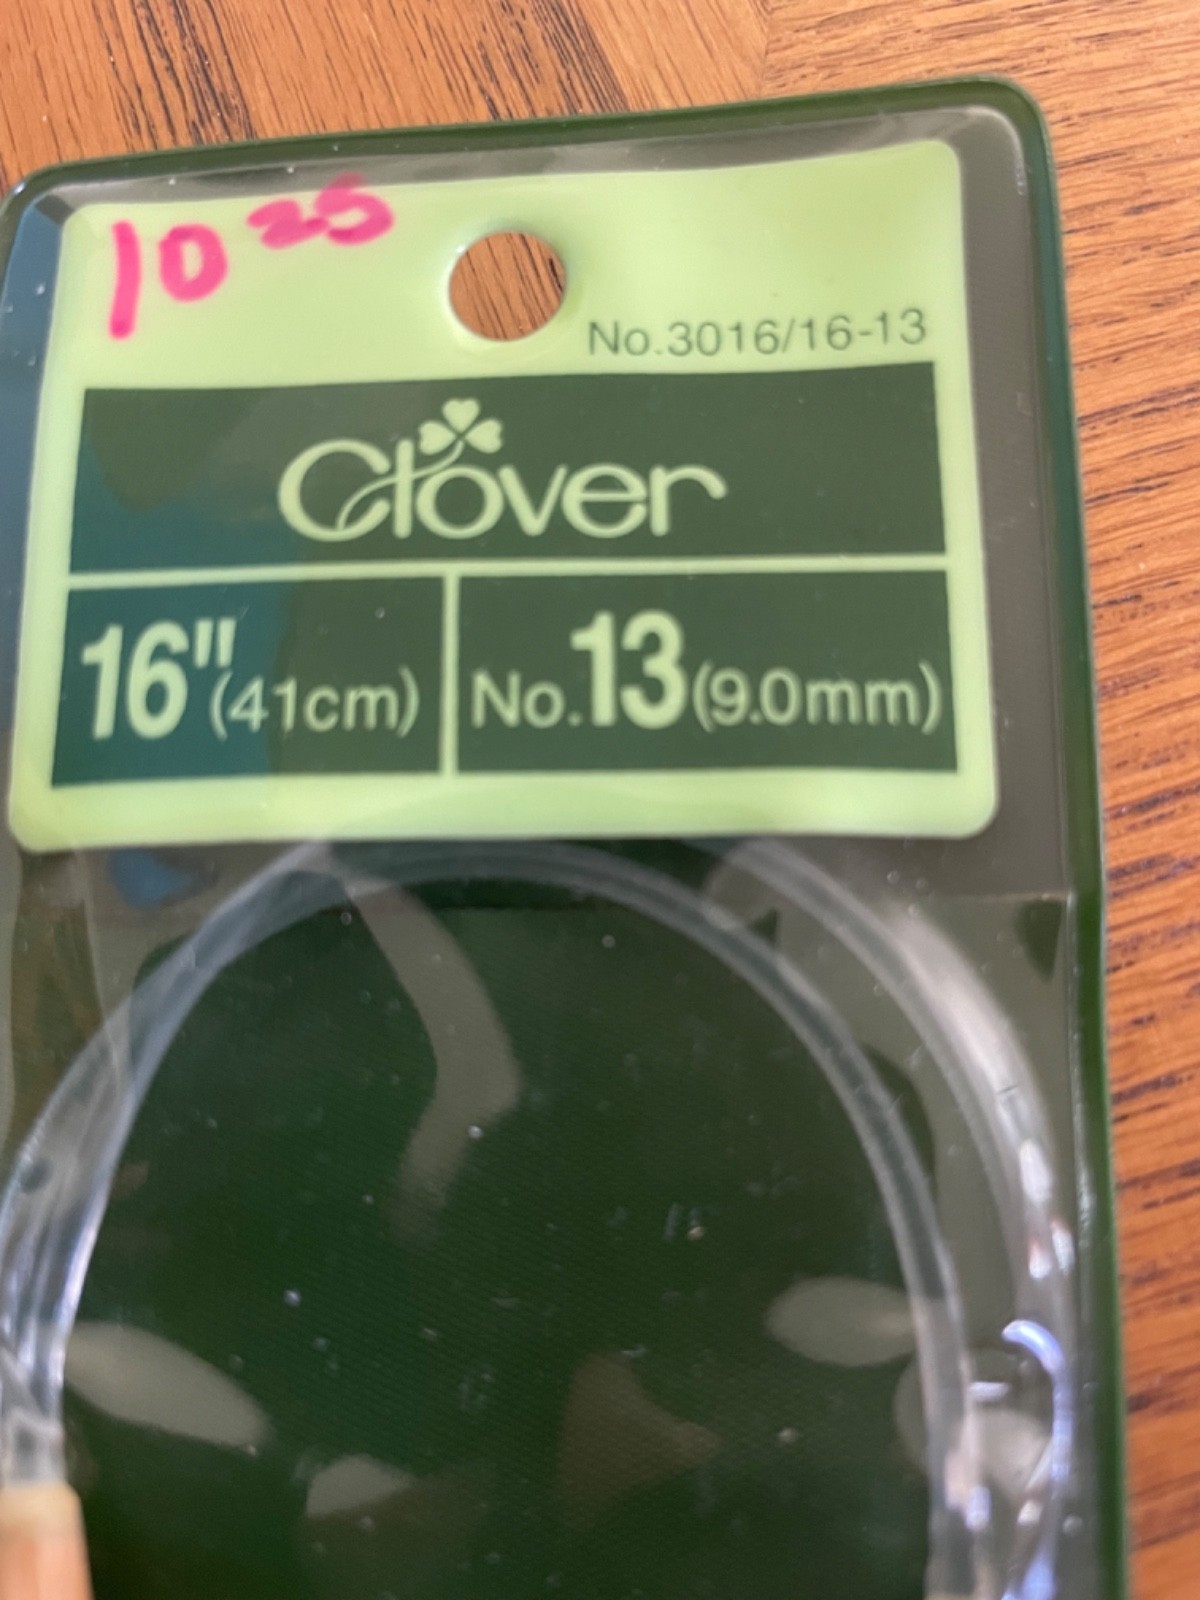 10 25
No.3016/16-13
Clover
16"(41cm)
No.13(9.0mm)